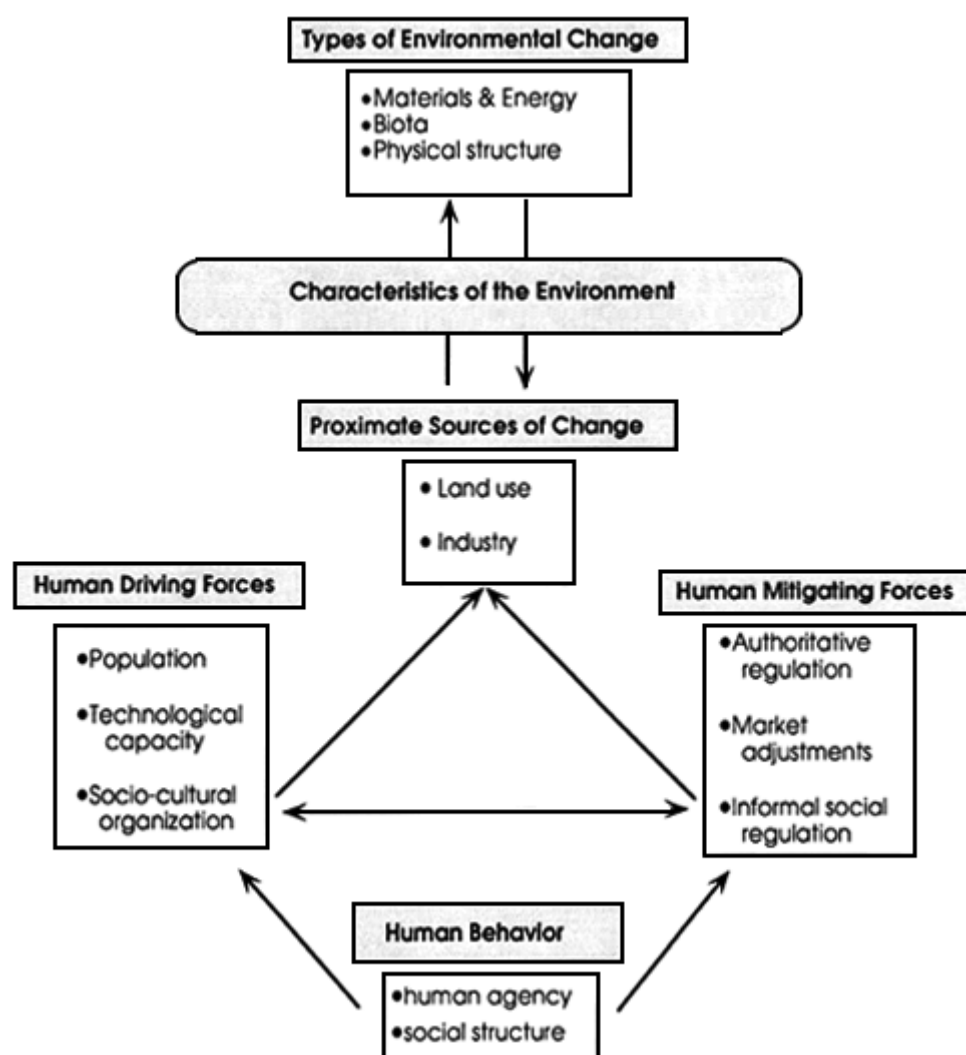 Types of Environmental Change
•Materials & Energy
•Biota
•Physical structure
Characteristics of the Environment
Proximate Sources of Change
• Land use
• Industry
Human Driving Forces
•Population
•Technological
capacity
•Socio-cultural
organization
Human Mitigating Forces
•Authoritative
regulation
•Market
adjustments
•Informal social
regulation
Human Behavior
•human agency
•social structure